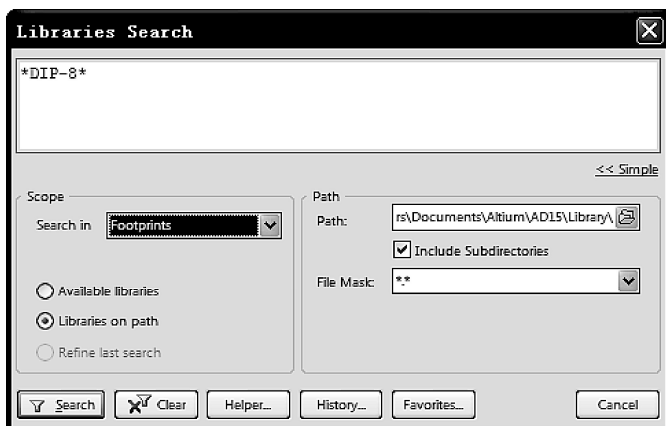 Libraries Search
*DIP-8*
<< Simple
Scope
Search in Footprints
Available libraries
Libraries on path
Refine last search
Path
Path: rs\Documents\Altium\AD15\Library\
Include Subdirectories
File Mask: *.*
Search Clear Helper... History... Favorites... Cancel